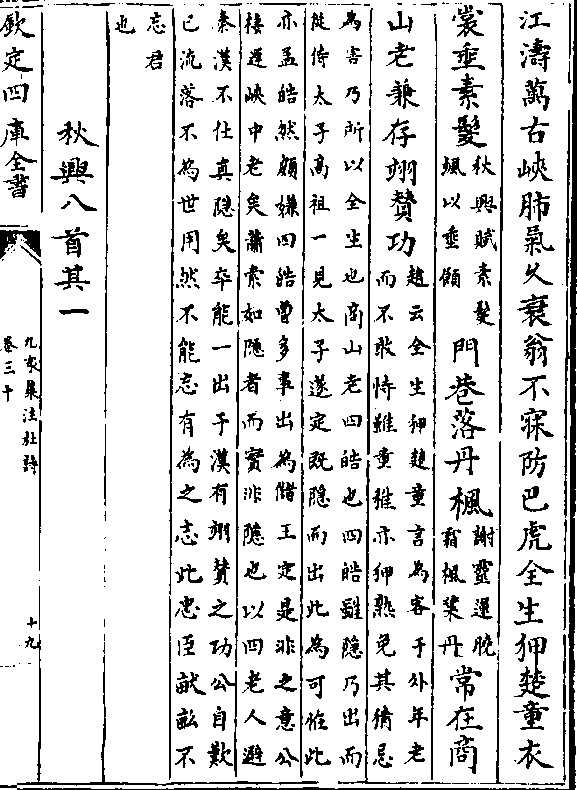 江濤萬古峽肺氣久衰翁不寐防巴虎全生狎楚童衣
裳垂素髮
秋興賦素髮
颯以垂領
門巷落丹楓
謝靈運晚
霜楓葉丹
常在商
山老兼存翊贊功
趙云全生狎楚童言為客于外年老
而不敢恃雖童稚亦狎熟免其猜忌
為害乃所以全生也商山老四皓也四皓雖隱乃出而
侍太子高祖一見太子遂定既隱而出此為可此
亦孟皓然頗嫌四皓曾多事出為儲王定是非之意公
棲遲峽中老矣蕭索如隱者而實非隱也以四老人避
秦漢不仕真隱矣卒能一出于漢有翊贊之功公自歎
已流落不為世用然不能忘有為之志此忠臣畎畝不
忘君
也
秋興八首其一
欽定四庫全書
九家集注杜詩
卷三十
十九